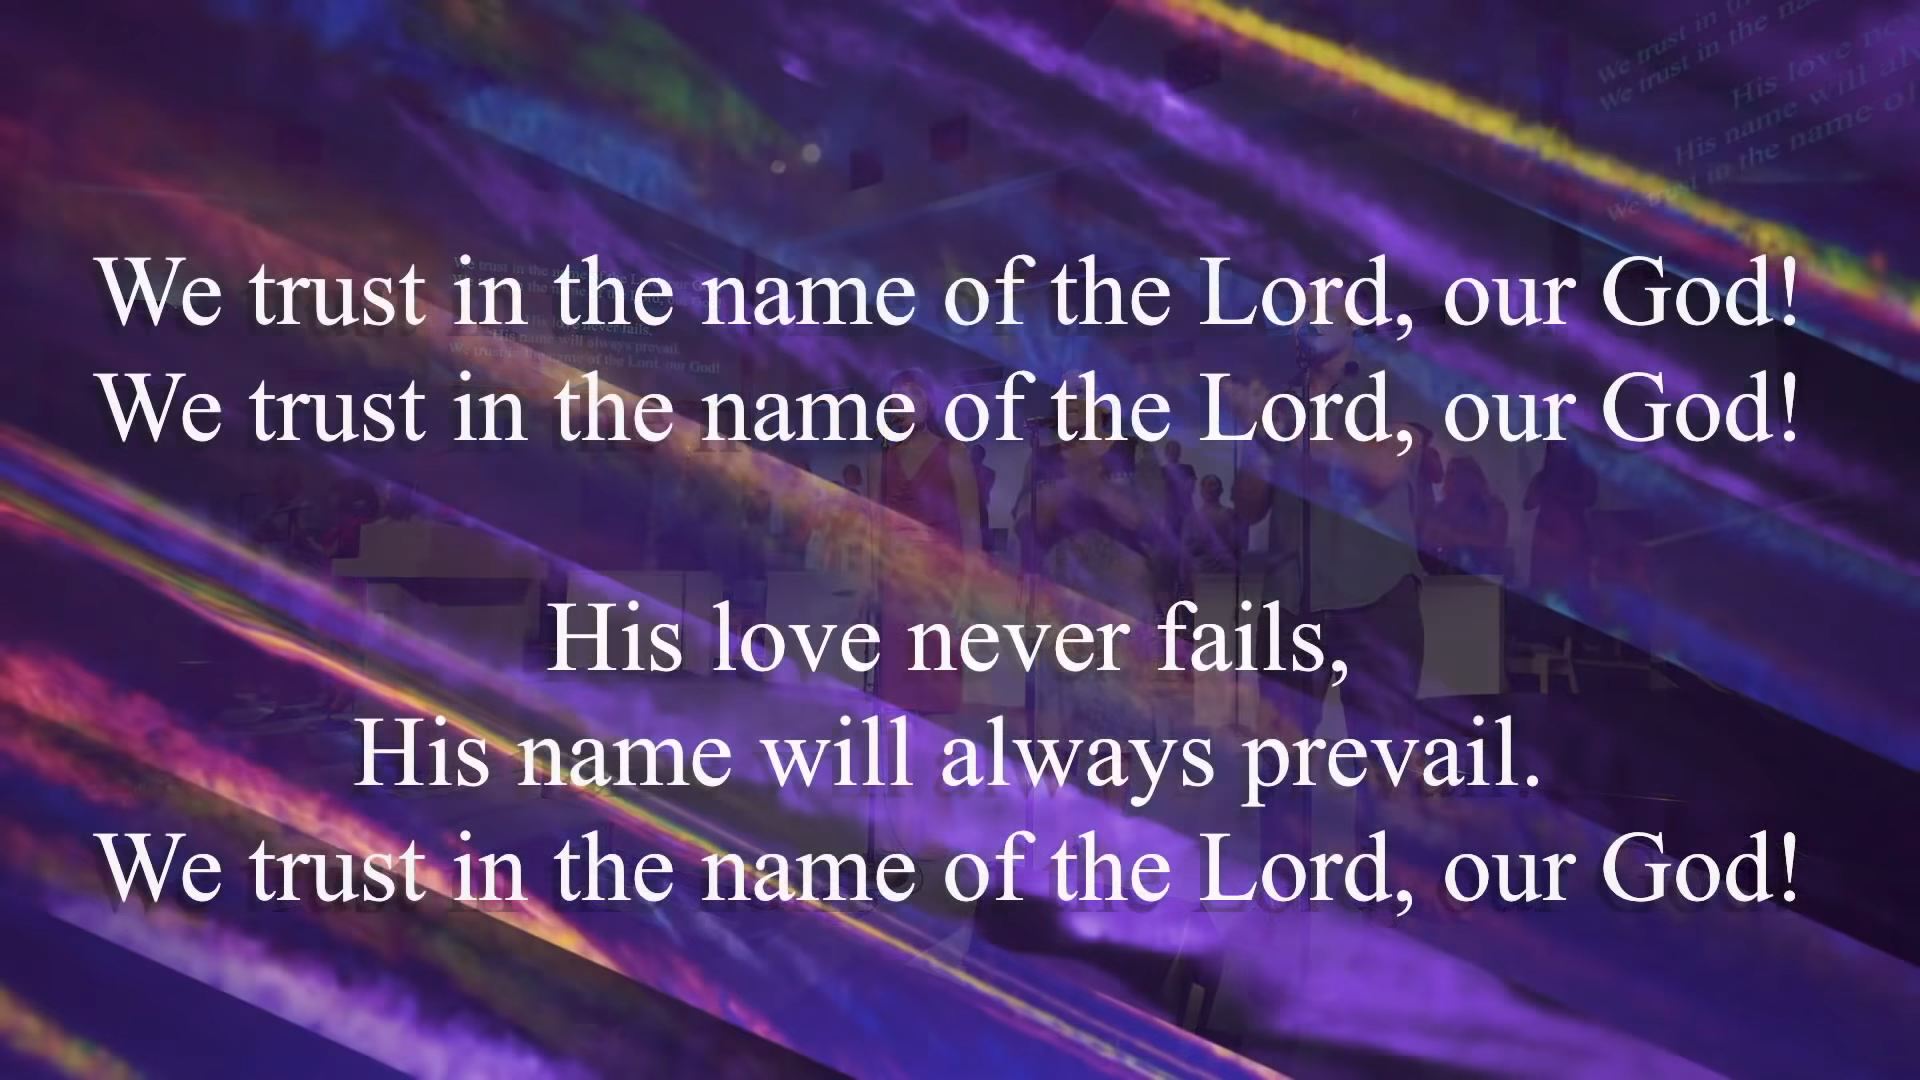 We trust in the name of the Lord, our God!
We trust in the name of the Lord, our God!
His love never fails,
His name will always prevail.
We trust in the name of the Lord, our God!